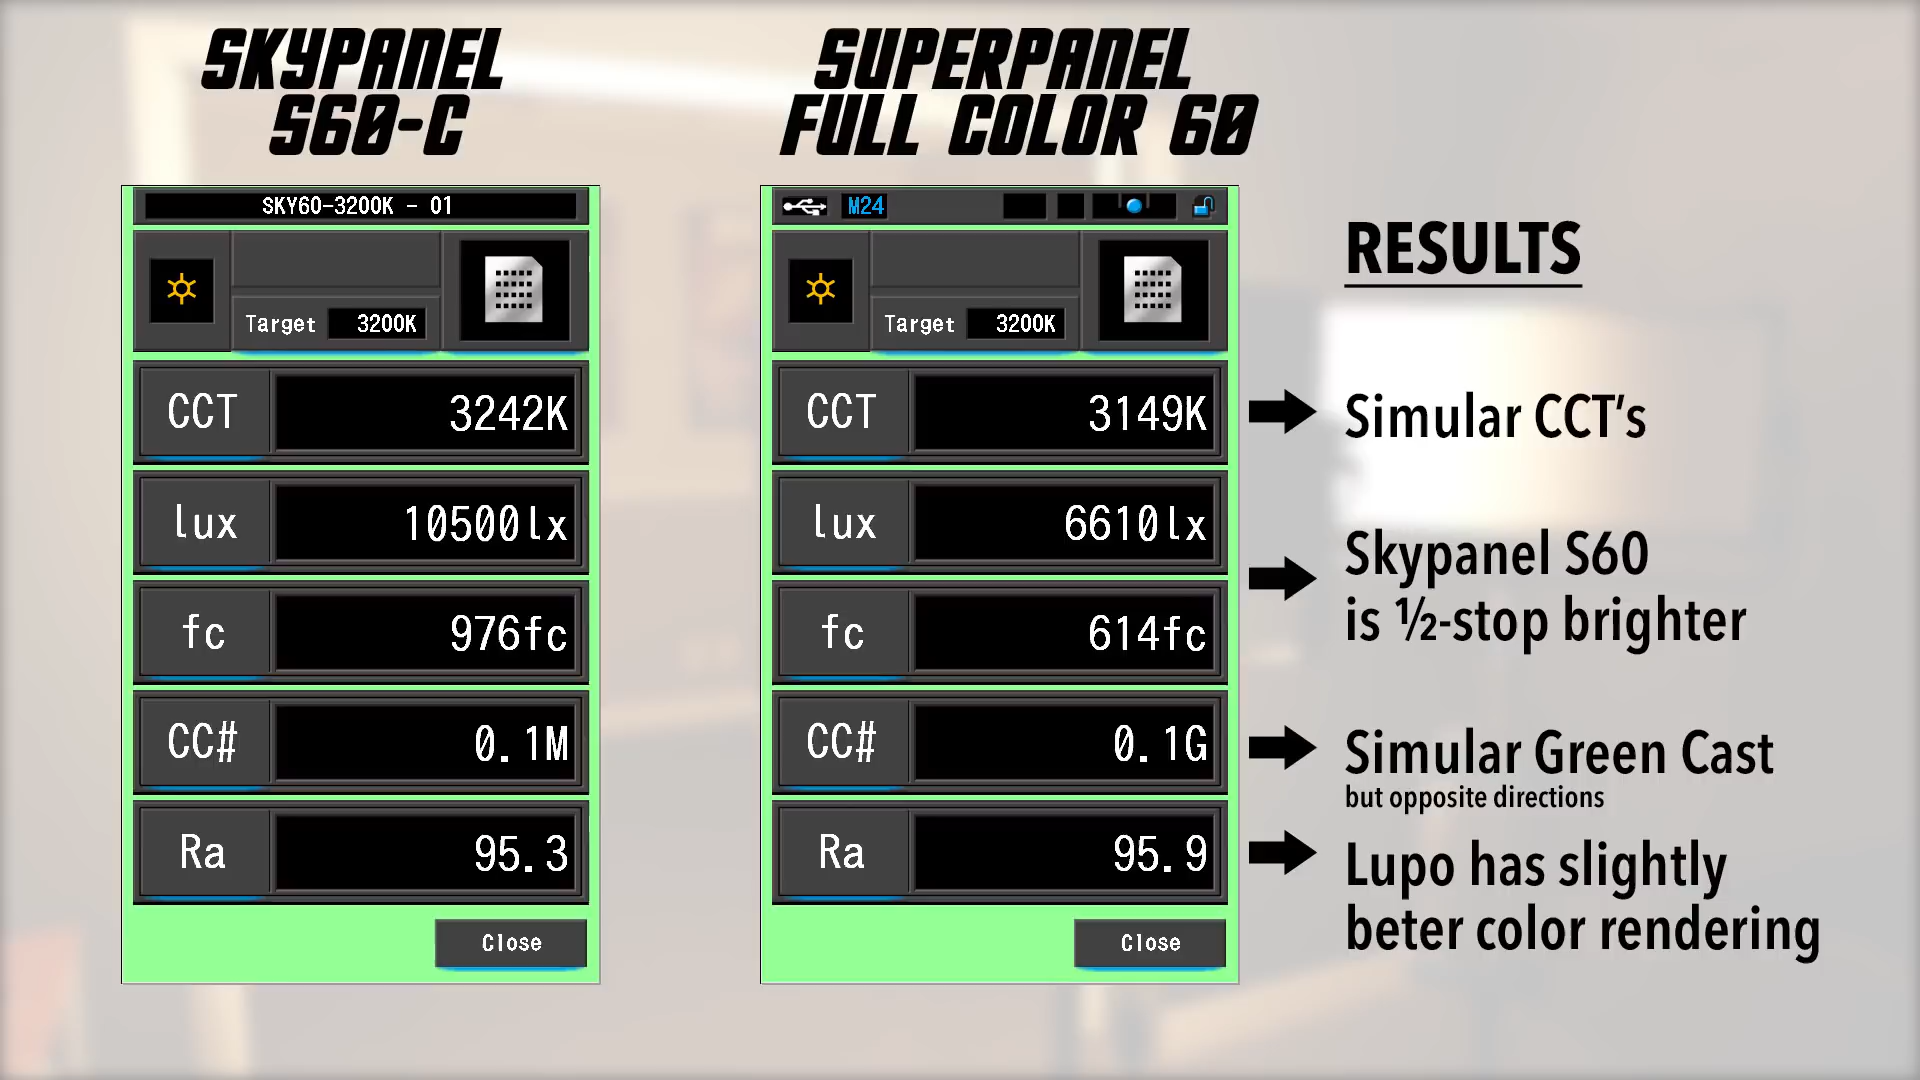 SKYPANEL
S60-C
SUPERPANEL
FULL COLOR 60
SKY60-3200K - 01
Target 3200K
CCT 3242K
lux 10500lx
fc 976fc
CC# 0.1M
Ra 95.3
Close
M24
Target 3200K
CCT 3149K
lux 6610lx
fc 614fc
CC# 0.1G
Ra 95.9
Close
RESULTS
Simular CCT's
Skypanel S60
is ½-stop brighter
Simular Green Cast
but opposite directions
Lupo has slightly
beter color rendering